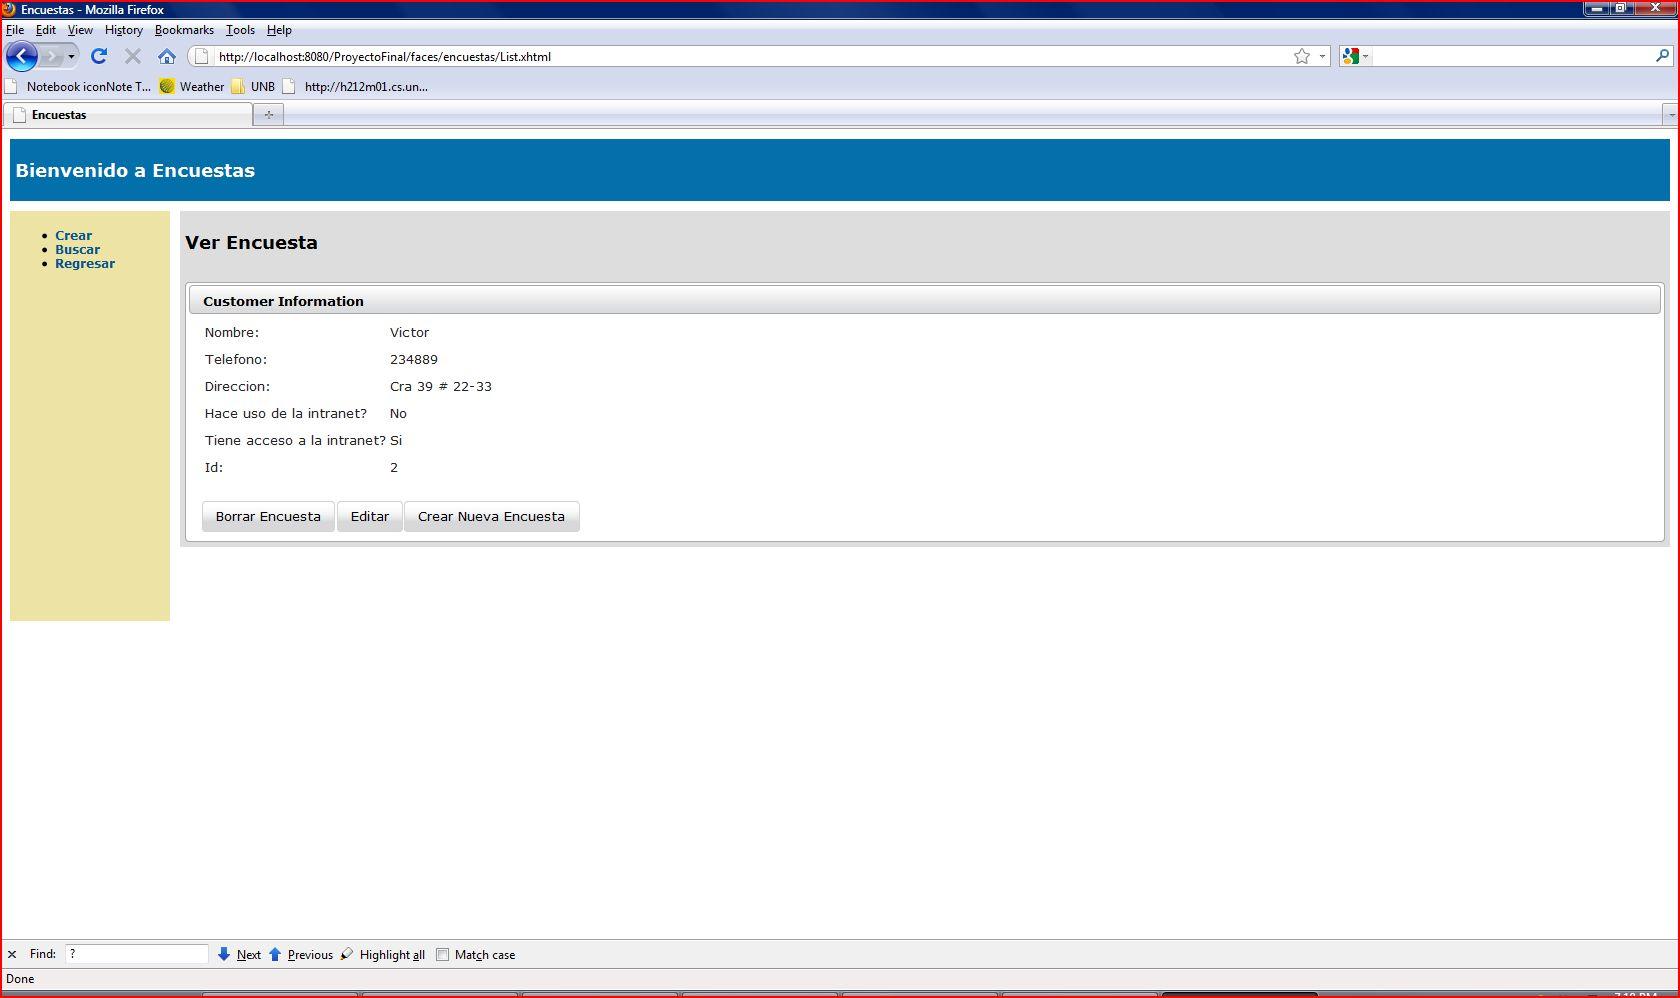 Encuestas - Mozilla Firefox
File Edit View History Bookmarks Tools Help
http://localhost:8080/ProyectoFinal/faces/encuestas/List.xhtml
Notebook iconNote T... Weather UNB http://h212m01.cs.un...
Encuestas
Bienvenido a Encuestas
Crear
Buscar
Regresar
Ver Encuesta
Customer Information
Nombre: Victor
Telefono: 234889
Direccion: Cra 39 # 22-33
Hace uso de la intranet? No
Tiene acceso a la intranet? Si
Id: 2
Borrar Encuesta Editar Crear Nueva Encuesta
Find: ? Next Previous Highlight all Match case
Done